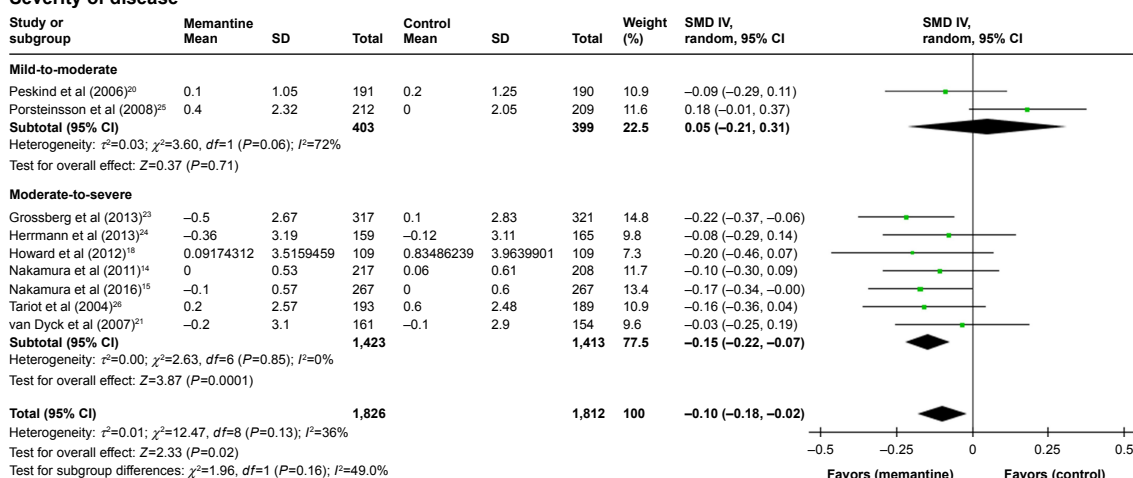 Severity of disease
Study or subgroup Memantine Mean SD Total Control Mean SD Total Weight (%) SMD IV, random, 95% CI SMD IV, random, 95% CI
Mild-to-moderate
Peskind et al (2006)²⁰ 0.1 1.05 191 0.2 1.25 190 10.9 –0.09 (–0.29, 0.11)
Porsteinsson et al (2008)²⁵ 0.4 2.32 212 0 2.05 209 11.6 0.18 (–0.01, 0.37)
Subtotal (95% CI) 403 399 22.5 0.05 (–0.21, 0.31)
Heterogeneity: τ²=0.03; χ²=3.60, df=1 (P=0.06); I²=72%
Test for overall effect: Z=0.37 (P=0.71)
Moderate-to-severe
Grossberg et al (2013)²³ –0.5 2.67 317 0.1 2.83 321 14.8 –0.22 (–0.37, –0.06)
Herrmann et al (2013)²⁴ –0.36 3.19 159 –0.12 3.11 165 9.8 –0.08 (–0.29, 0.14)
Howard et al (2012)¹⁸ 0.09174312 3.5159459 109 0.83486239 3.9639901 109 7.3 –0.20 (–0.46, 0.07)
Nakamura et al (2011)¹⁴ 0 0.53 217 0.06 0.61 208 11.7 –0.10 (–0.30, 0.09)
Nakamura et al (2016)¹⁵ –0.1 0.57 267 0 0.6 267 13.4 –0.17 (–0.34, –0.00)
Tariot et al (2004)²⁶ 0.2 2.57 193 0.6 2.48 189 10.9 –0.16 (–0.36, 0.04)
van Dyck et al (2007)²¹ –0.2 3.1 161 –0.1 2.9 154 9.6 –0.03 (–0.25, 0.19)
Subtotal (95% CI) 1,423 1,413 77.5 –0.15 (–0.22, –0.07)
Heterogeneity: τ²=0.00; χ²=2.63, df=6 (P=0.85); I²=0%
Test for overall effect: Z=3.87 (P=0.0001)
Total (95% CI) 1,826 1,812 100 –0.10 (–0.18, –0.02)
Heterogeneity: τ²=0.01; χ²=12.47, df=8 (P=0.13); I²=36%
Test for overall effect: Z=2.33 (P=0.02)
Test for subgroup differences: χ²=1.96, df=1 (P=0.16); I²=49.0%
–0.5 –0.25 0 0.25 0.5
Favors (memantine) Favors (control)